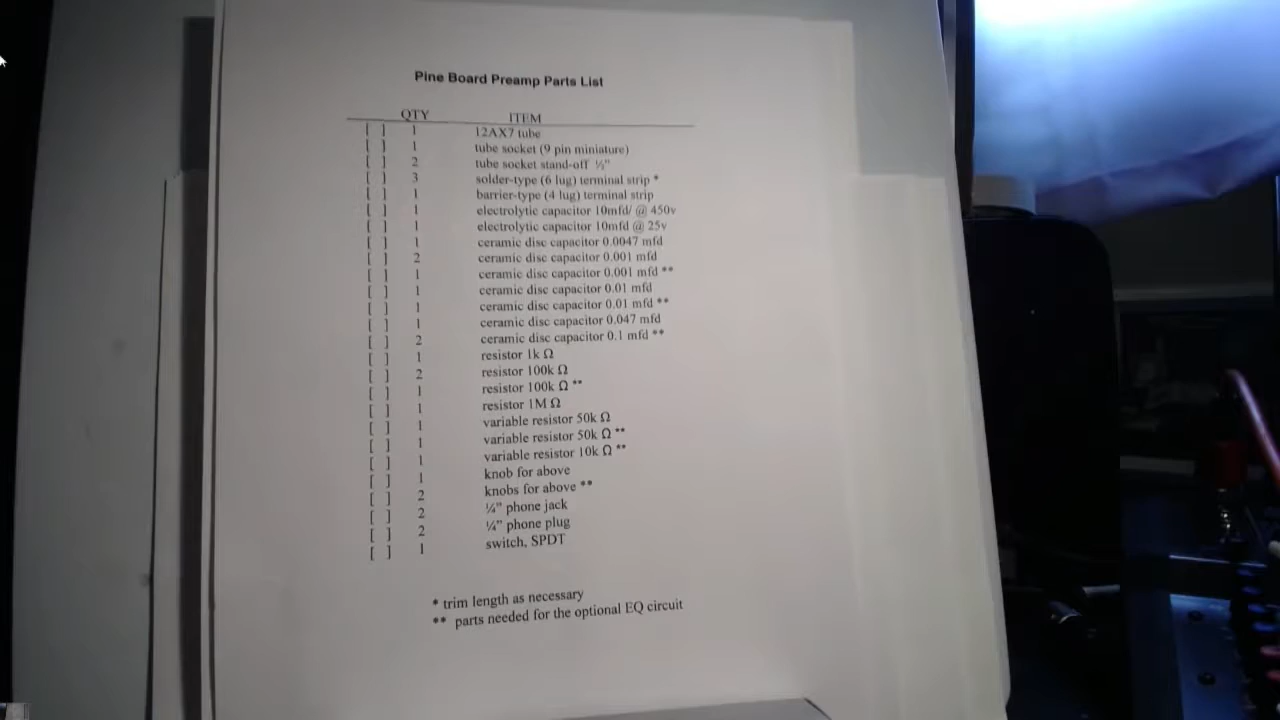 Pine Board Preamp Parts List
QTY ITEM
[ ] 1 12AX7 tube
[ ] 1 tube socket (9 pin miniature)
[ ] 2 tube socket stand-off ½"
[ ] 3 solder-type (6 lug) terminal strip *
[ ] 1 barrier-type (4 lug) terminal strip
[ ] 1 electrolytic capacitor 10mfd/ @ 450v
[ ] 1 electrolytic capacitor 10mfd @ 25v
[ ] 1 ceramic disc capacitor 0.0047 mfd
[ ] 2 ceramic disc capacitor 0.001 mfd
[ ] 1 ceramic disc capacitor 0.001 mfd **
[ ] 1 ceramic disc capacitor 0.01 mfd
[ ] 1 ceramic disc capacitor 0.01 mfd **
[ ] 1 ceramic disc capacitor 0.047 mfd
[ ] 2 ceramic disc capacitor 0.1 mfd **
[ ] 1 resistor 1k Ω
[ ] 2 resistor 100k Ω
[ ] 1 resistor 100k Ω **
[ ] 1 resistor 1M Ω
[ ] 1 variable resistor 50k Ω
[ ] 1 variable resistor 50k Ω **
[ ] 1 variable resistor 10k Ω **
[ ] 1 knob for above
[ ] 2 knobs for above **
[ ] 2 ¼" phone jack
[ ] 2 ¼" phone plug
[ ] 1 switch, SPDT
* trim length as necessary
** parts needed for the optional EQ circuit